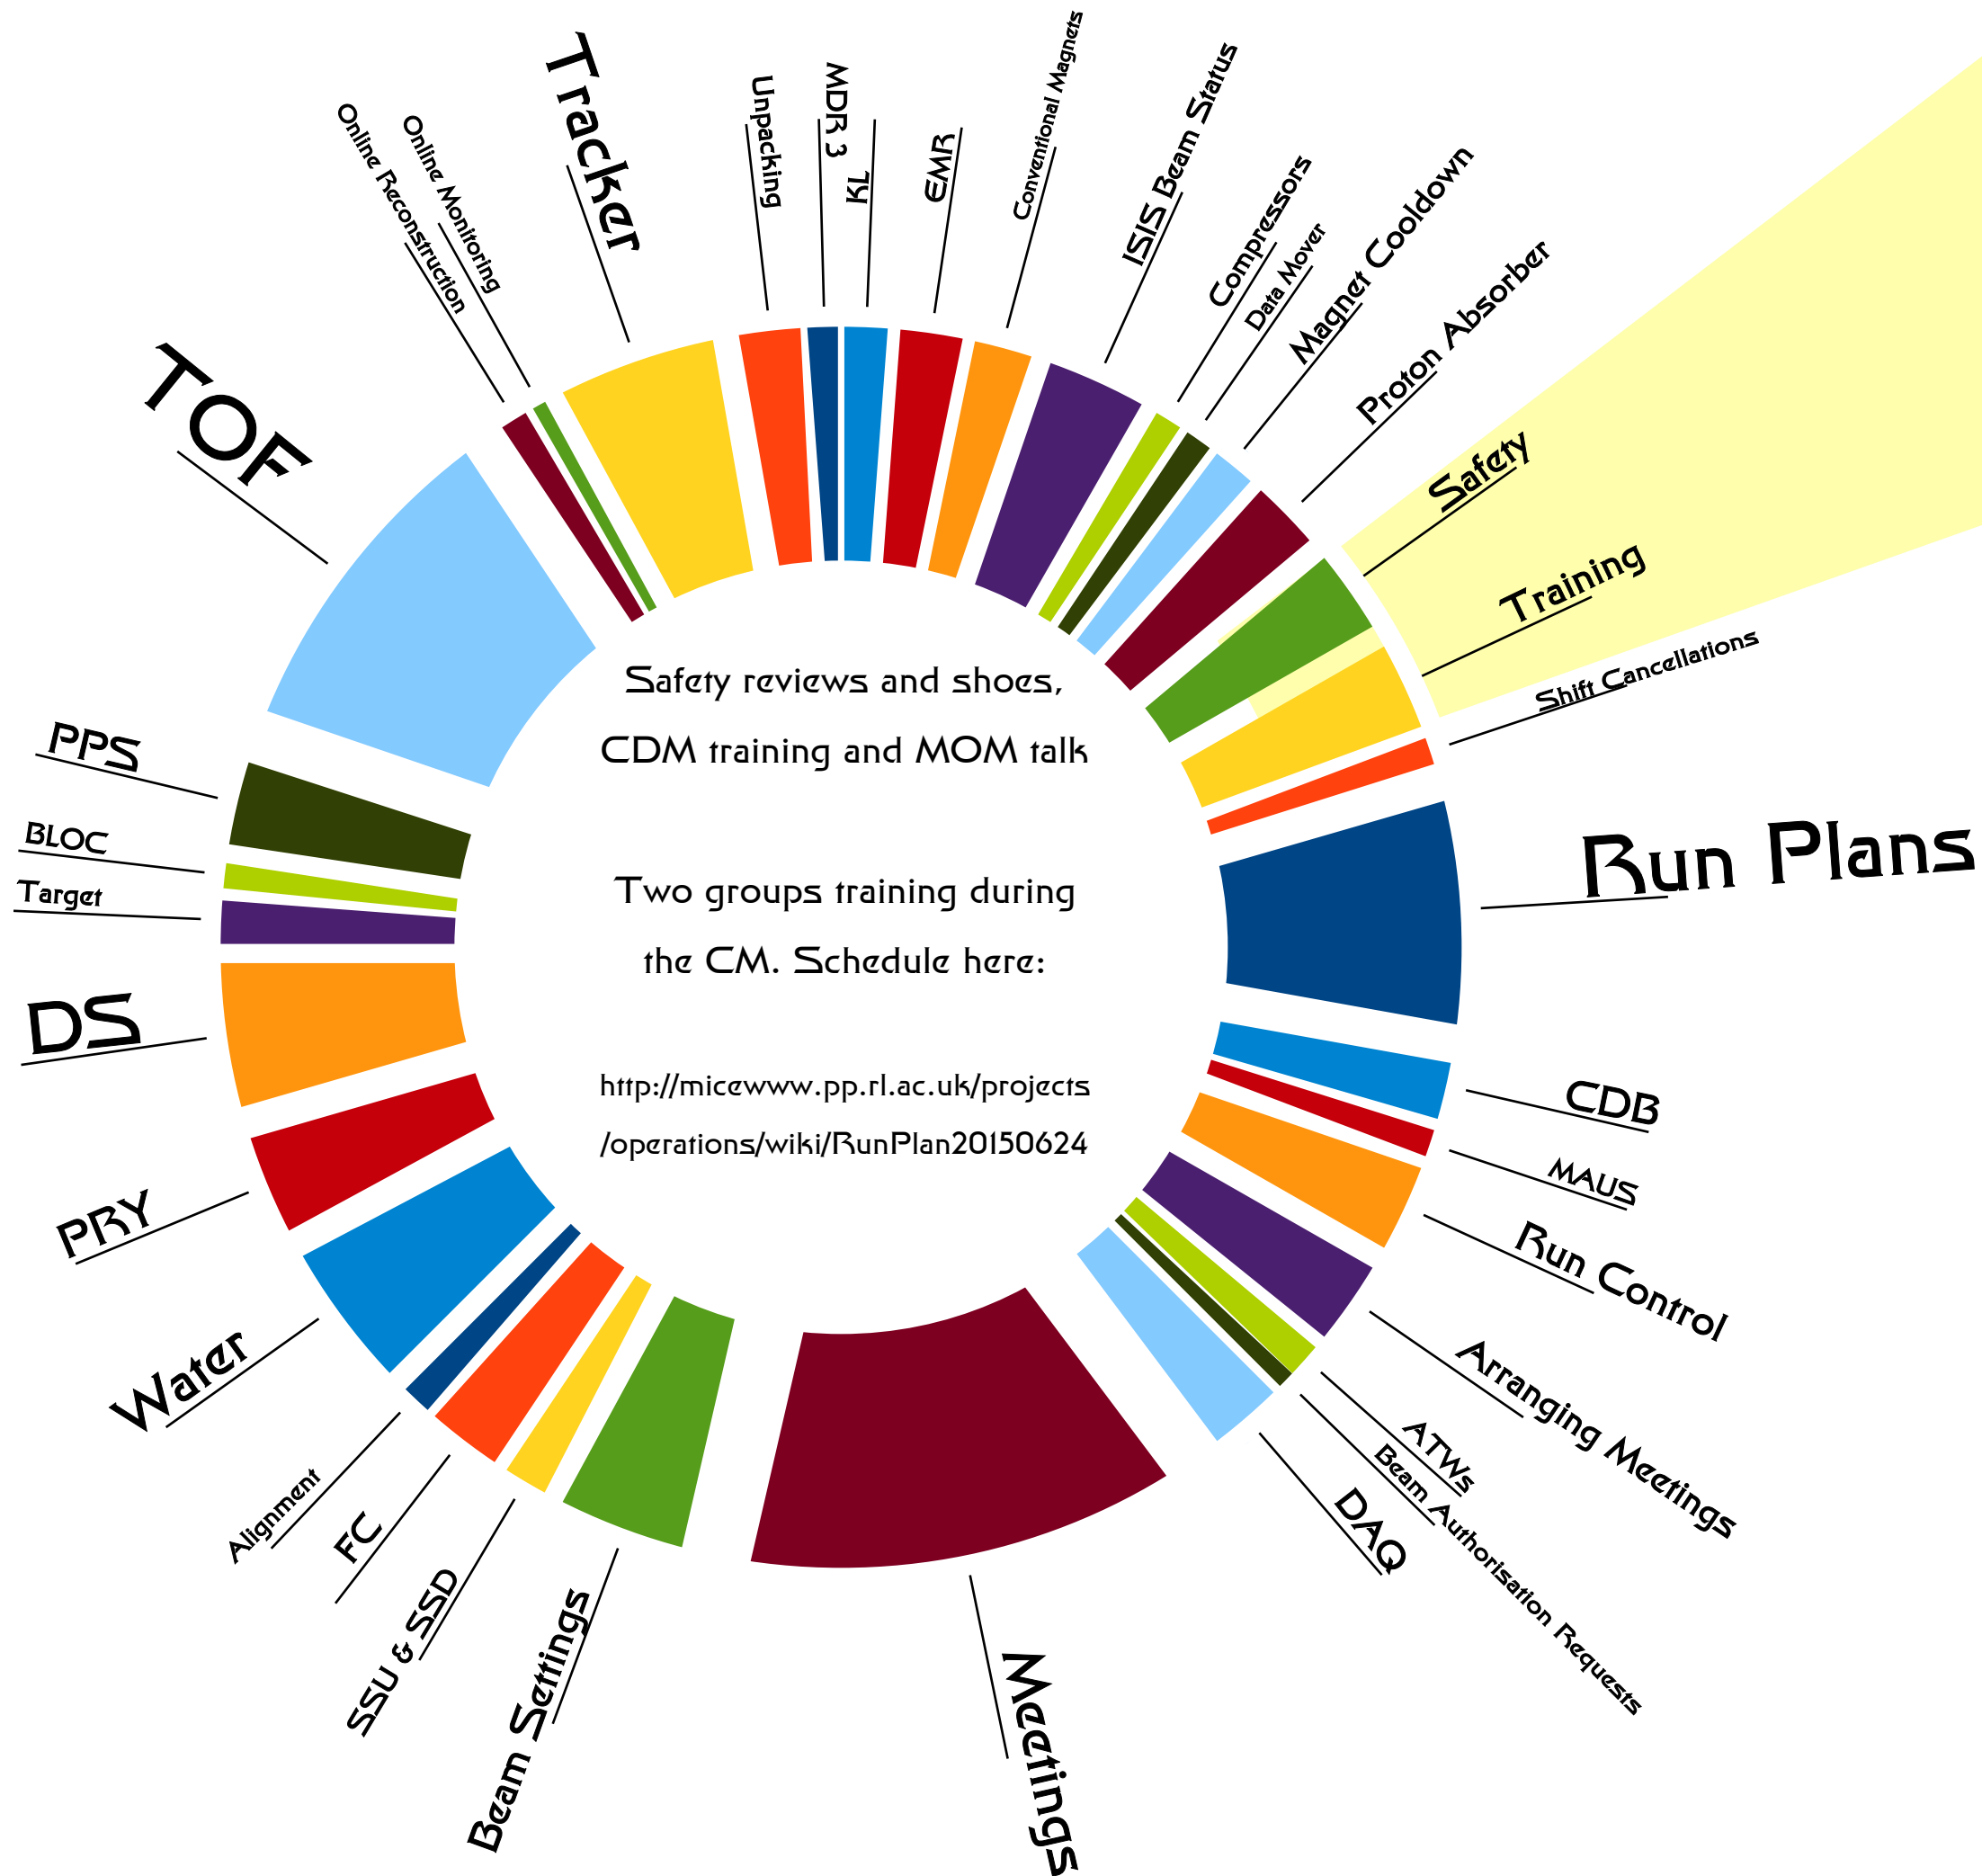 Safety reviews and shoes,
CDM training and MOM talk
Two groups training during
the CM. Schedule here:
http://micewww.pp.rl.ac.uk/projects
/operations/wiki/RunPlan20150624
Unpacking
MDR 3
KL
EMR
Conventional Magnets
ISIS Beam Status
Compressors
Data Mover
Magnet Cooldown
Proton Absorber
Safety
Training
Shift Cancellations
Run Plans
CDB
MAUS
Run Control
Arranging Meetings
ATWs
Beam Authorisation Requests
DAQ
Meetings
Beam Settings
SSU & SSD
FC
Alignment
Water
PRY
DS
Target
BLOC
PPS
TOF
Online Reconstruction
Online Monitoring
Tracker